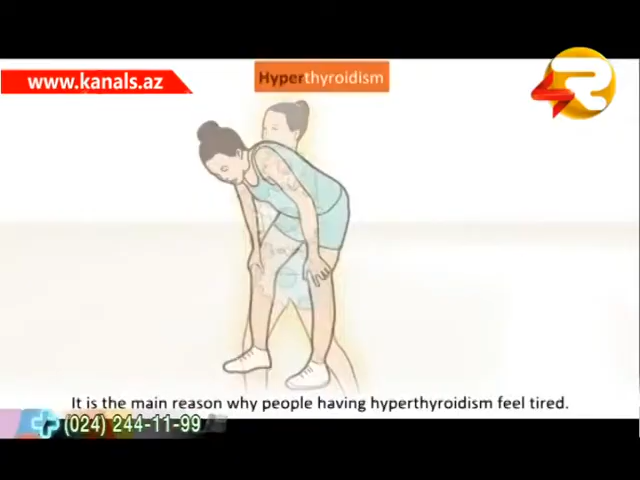 www.kanals.az
Hyperthyroidism
It is the main reason why people having hyperthyroidism feel tired.
(024) 244-11-99